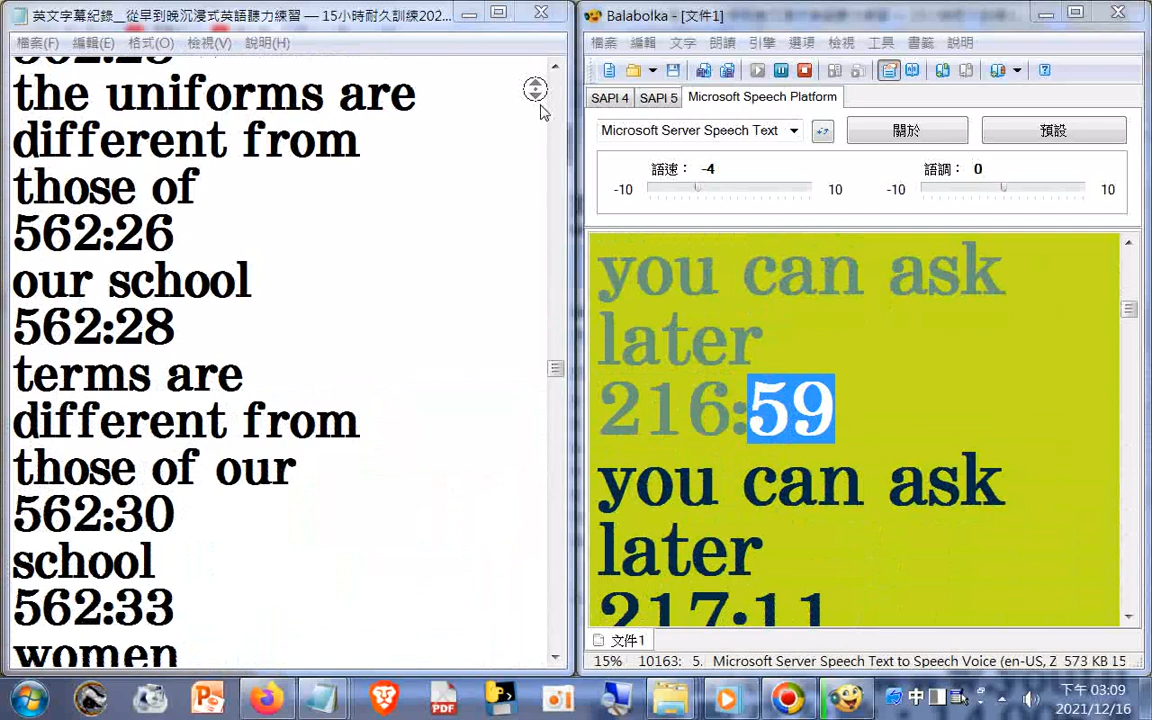 英文字幕紀錄__從早到晚沉浸式英語聽力練習 — 15小時耐久訓練202...
檔案(F) 編輯(E) 格式(O) 檢視(V) 說明(H)
562:25
the uniforms are
different from
those of
562:26
our school
562:28
terms are
different from
those of our
562:30
school
562:33
women
Balabolka - [文件1]
檔案 編輯 文字 朗讀 引擎 選項 檢視 工具 書籤 說明
SAPI 4 SAPI 5 Microsoft Speech Platform
Microsoft Server Speech Text 關於 預設
語速： -4 語調： 0
-10 10 -10 10
you can ask
later
216:59
you can ask
later
217:11
文件1
15% 10163: 5. Microsoft Server Speech Text to Speech Voice (en-US, Z 573 KB 15
PDF 中 下午 03:09
2021/12/16